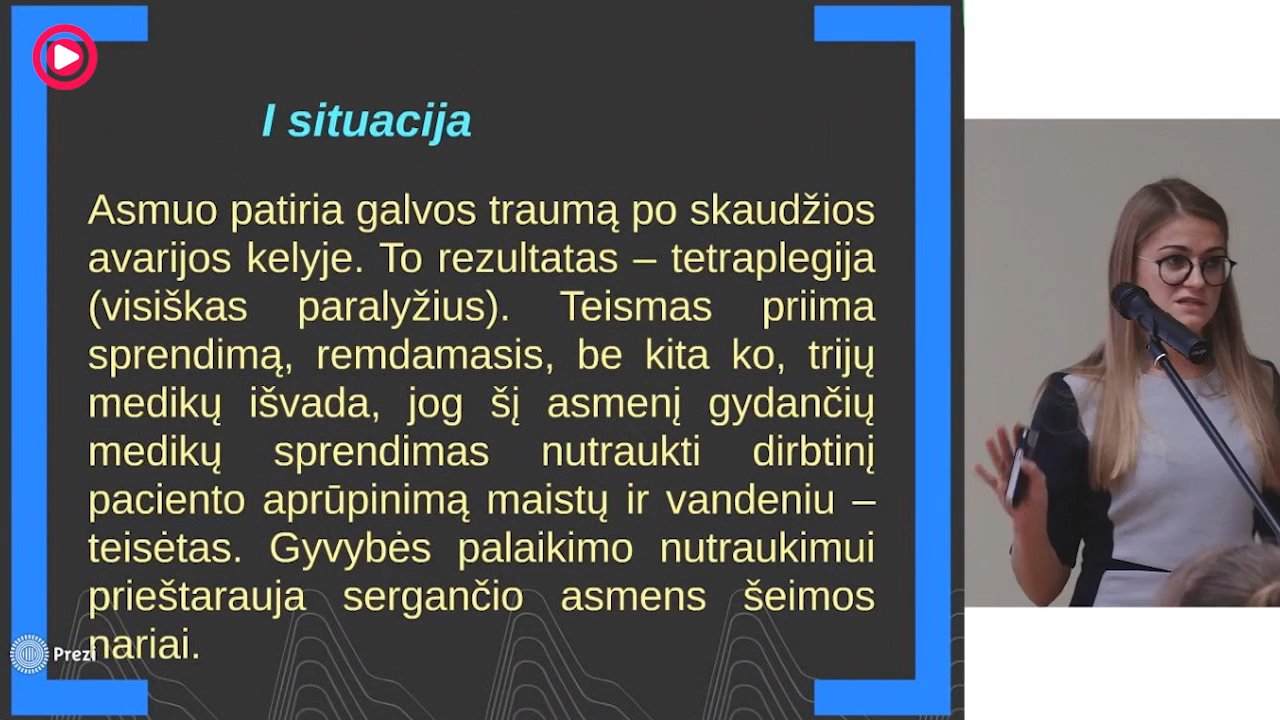 I situacija
Asmuo patiria galvos traumą po skaudžios
avarijos kelyje. To rezultatas – tetraplegija
(visiškas paralyžius). Teismas priima
sprendimą, remdamasis, be kita ko, trijų
medikų išvada, jog šį asmenį gydančių
medikų sprendimas nutraukti dirbtinį
paciento aprūpinimą maistų ir vandeniu –
teisėtas. Gyvybės palaikimo nutraukimui
prieštarauja sergančio asmens šeimos
nariai.
Prezi